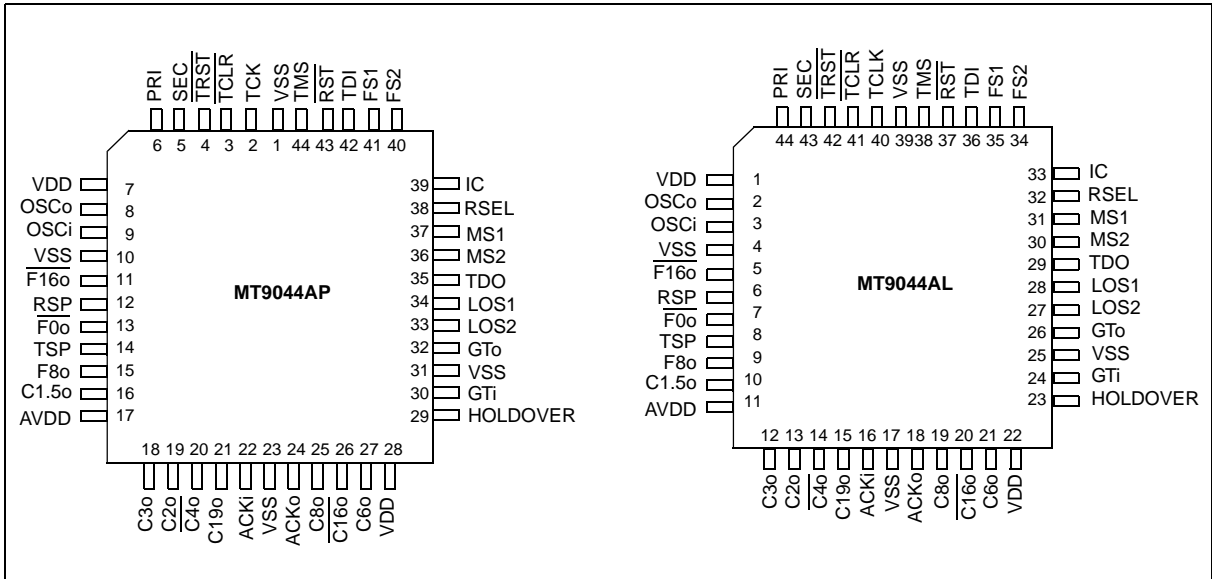 PRI SEC TRST TCLR TCK VSS TMS RST TDI FS1 FS2
6 5 4 3 2 1 44 43 42 41 40
VDD 7
OSCo 8
OSCi 9
VSS 10
F16o 11
RSP 12
F0o 13
TSP 14
F8o 15
C1.5o 16
AVDD 17
MT9044AP
39 IC
38 RSEL
37 MS1
36 MS2
35 TDO
34 LOS1
33 LOS2
32 GTo
31 VSS
30 GTi
29 HOLDOVER
18 19 20 21 22 23 24 25 26 27 28
C3o C2o C4o C19o ACKi VSS ACKo C8o C16o C6o VDD
PRI SEC TRST TCLR TCLK VSS TMS RST TDI FS1 FS2
44 43 42 41 40 39 38 37 36 35 34
VDD 1
OSCo 2
OSCi 3
VSS 4
F16o 5
RSP 6
F0o 7
TSP 8
F8o 9
C1.5o 10
AVDD 11
MT9044AL
33 IC
32 RSEL
31 MS1
30 MS2
29 TDO
28 LOS1
27 LOS2
26 GTo
25 VSS
24 GTi
23 HOLDOVER
12 13 14 15 16 17 18 19 20 21 22
C3o C2o C4o C19o ACKi VSS ACKo C8o C16o C6o VDD